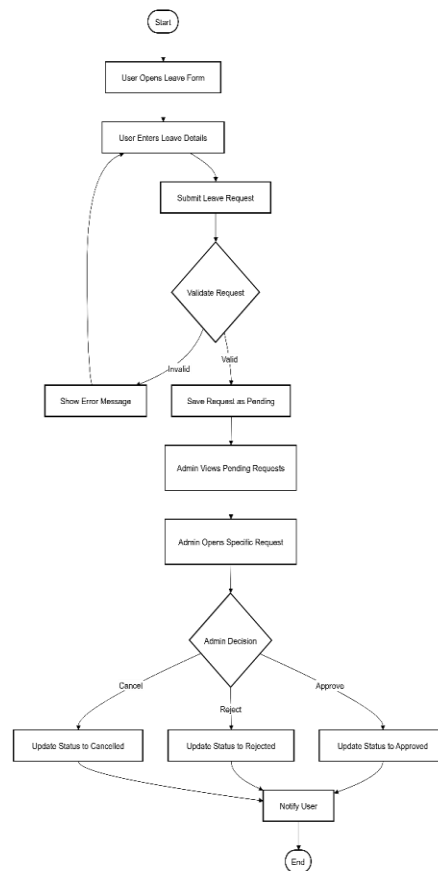 Start
User Opens Leave Form
User Enters Leave Details
Submit Leave Request
Validate Request
Invalid
Valid
Show Error Message
Save Request as Pending
Admin Views Pending Requests
Admin Opens Specific Request
Admin Decision
Cancel
Reject
Approve
Update Status to Cancelled
Update Status to Rejected
Update Status to Approved
Notify User
End